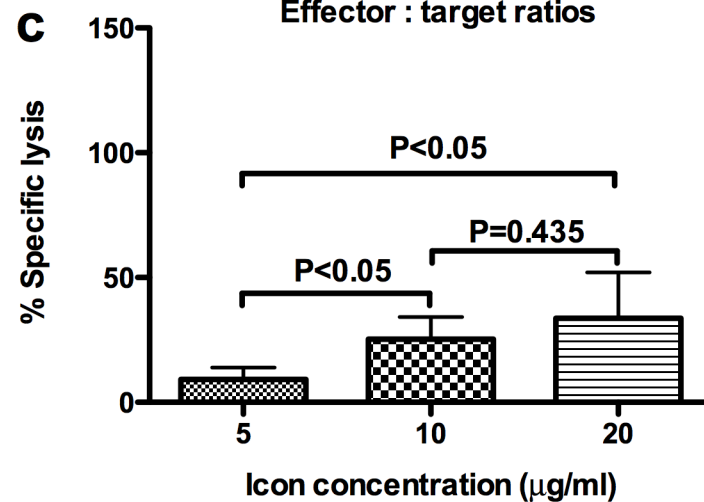 C
Effector : target ratios
150
100
50
0
% Specific lysis
P<0.05
P=0.435
P<0.05
5 10 20
Icon concentration (μg/ml)